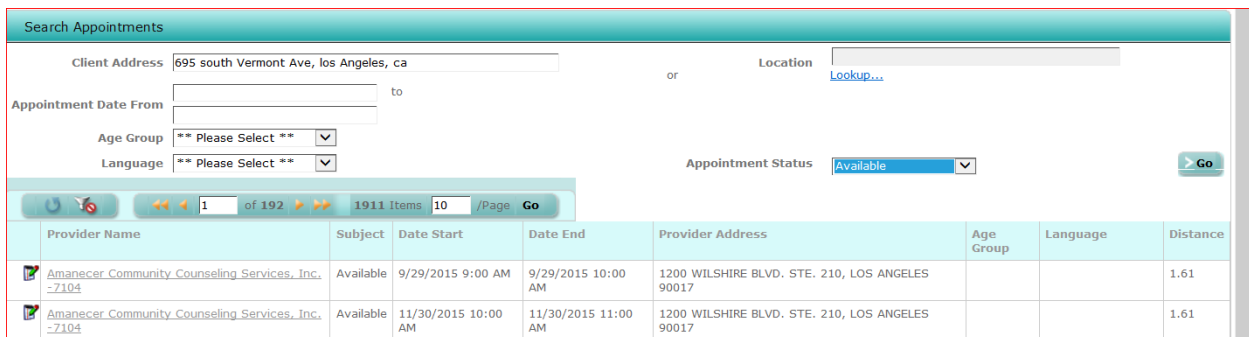 Search Appointments
Client Address 695 south Vermont Ave, los Angeles, ca
or
Location
Lookup...
Appointment Date From
to
Age Group ** Please Select **
Language ** Please Select **
Appointment Status Available
Go
1 of 192 1911 Items 10 /Page Go
Provider Name Subject Date Start Date End Provider Address Age Group Language Distance
Amanecer Community Counseling Services, Inc. Available 9/29/2015 9:00 AM 9/29/2015 10:00 1200 WILSHIRE BLVD. STE. 210, LOS ANGELES 1.61
-7104 AM 90017
Amanecer Community Counseling Services, Inc. Available 11/30/2015 10:00 11/30/2015 11:00 1200 WILSHIRE BLVD. STE. 210, LOS ANGELES 1.61
-7104 AM AM 90017